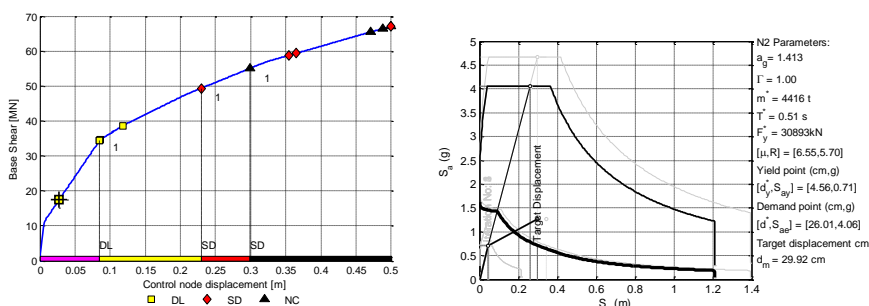 70
60
50
40
30
20
10
0
Base Shear [MN]
1
1
1
DL
SD
SD
0 0.05 0.1 0.15 0.2 0.25 0.3 0.35 0.4 0.45 0.5
Control node displacement [m]
DL SD NC
5
4.5
4
3.5
3
2.5
2
1.5
1
0.5
0
S_a (g)
Target Displacement
0 0.2 0.4 0.6 0.8 1 1.2 1.4
S (m)
N2 Parameters:
a_g= 1.413
Γ = 1.00
m* = 4416 t
T* = 0.51 s
F*_y = 30893kN
[μ,R] = [6.55,5.70]
Yield point (cm,g)
[d*_y,S_ay] = [4.56,0.71]
Demand point (cm,g)
[d*,S_ae] = [26.01,4.06]
Target displacement cm
d_m = 29.92 cm